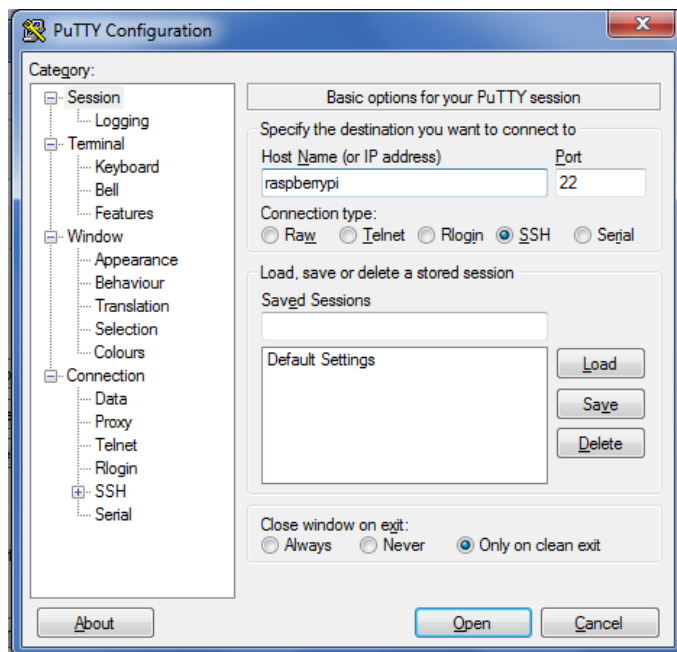 PuTTY Configuration
Category:
Session
Logging
Terminal
Keyboard
Bell
Features
Window
Appearance
Behaviour
Translation
Selection
Colours
Connection
Data
Proxy
Telnet
Rlogin
SSH
Serial
Basic options for your PuTTY session
Specify the destination you want to connect to
Host Name (or IP address) Port
raspberrypi 22
Connection type:
Raw Telnet Rlogin SSH Serial
Load, save or delete a stored session
Saved Sessions
Default Settings
Load
Save
Delete
Close window on exit:
Always Never Only on clean exit
About Open Cancel